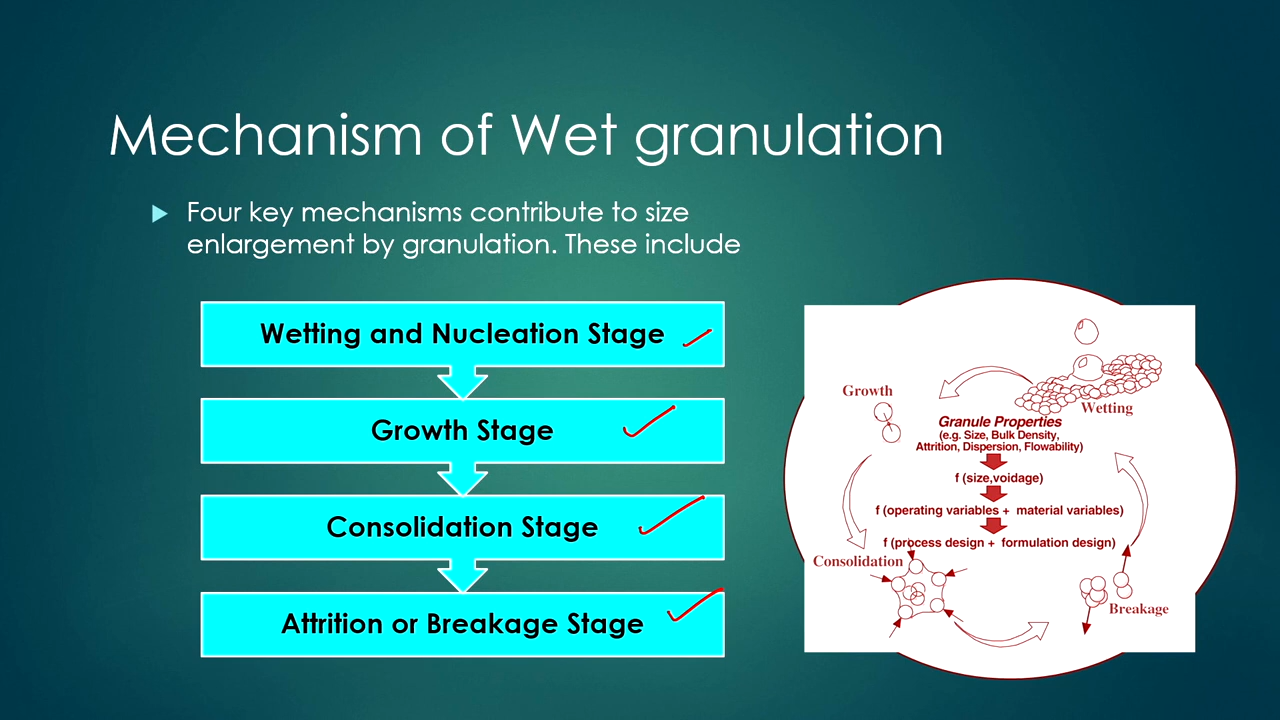 Mechanism of Wet granulation
Four key mechanisms contribute to size
enlargement by granulation. These include
Wetting and Nucleation Stage
Growth Stage
Consolidation Stage
Attrition or Breakage Stage
Growth
Wetting
Granule Properties
(e.g. Size, Bulk Density,
Attrition, Dispersion, Flowability)
f (size,voidage)
f (operating variables + material variables)
f (process design + formulation design)
Consolidation
Breakage